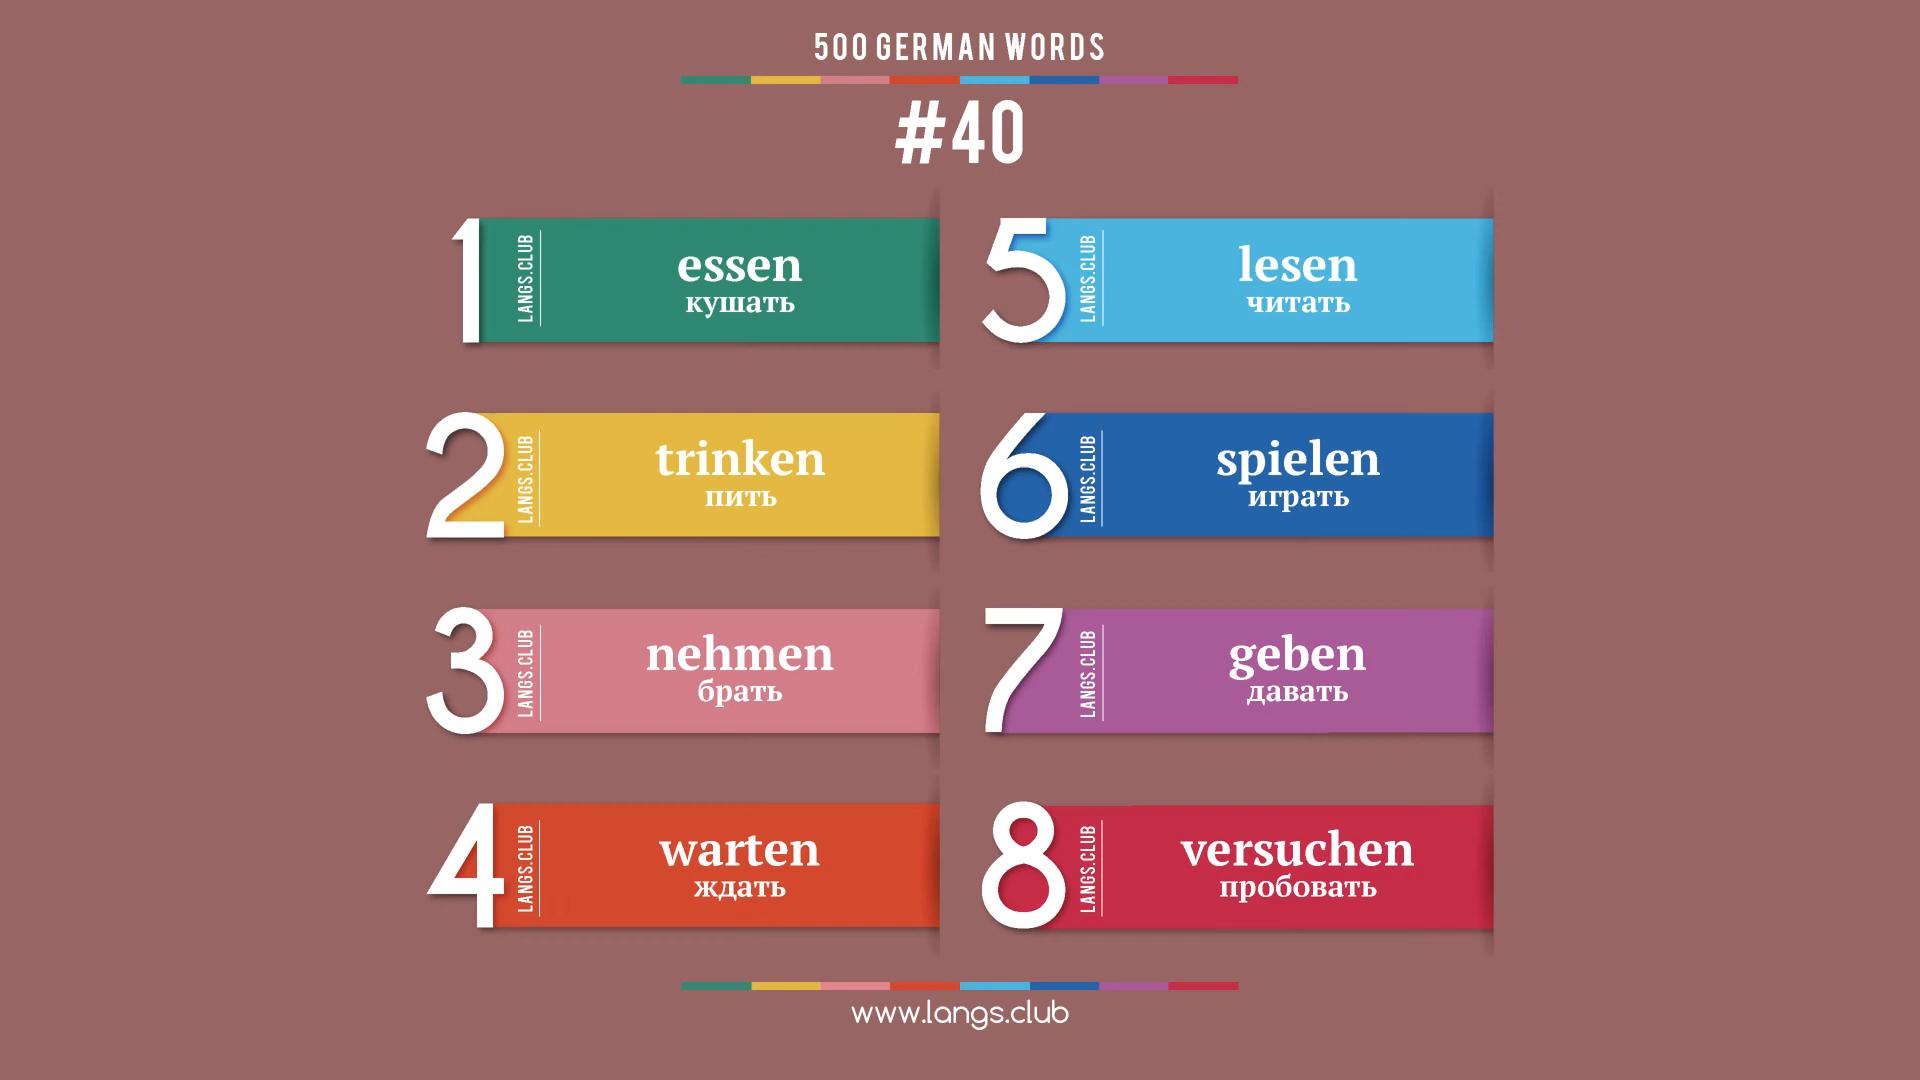 500 GERMAN WORDS
#40
1
LANGS.CLUB
essen
кушать
2
LANGS.CLUB
trinken
пить
3
LANGS.CLUB
nehmen
брать
4
LANGS.CLUB
warten
ждать
5
LANGS.CLUB
lesen
читать
6
LANGS.CLUB
spielen
играть
7
LANGS.CLUB
geben
давать
8
LANGS.CLUB
versuchen
пробовать
www.langs.club